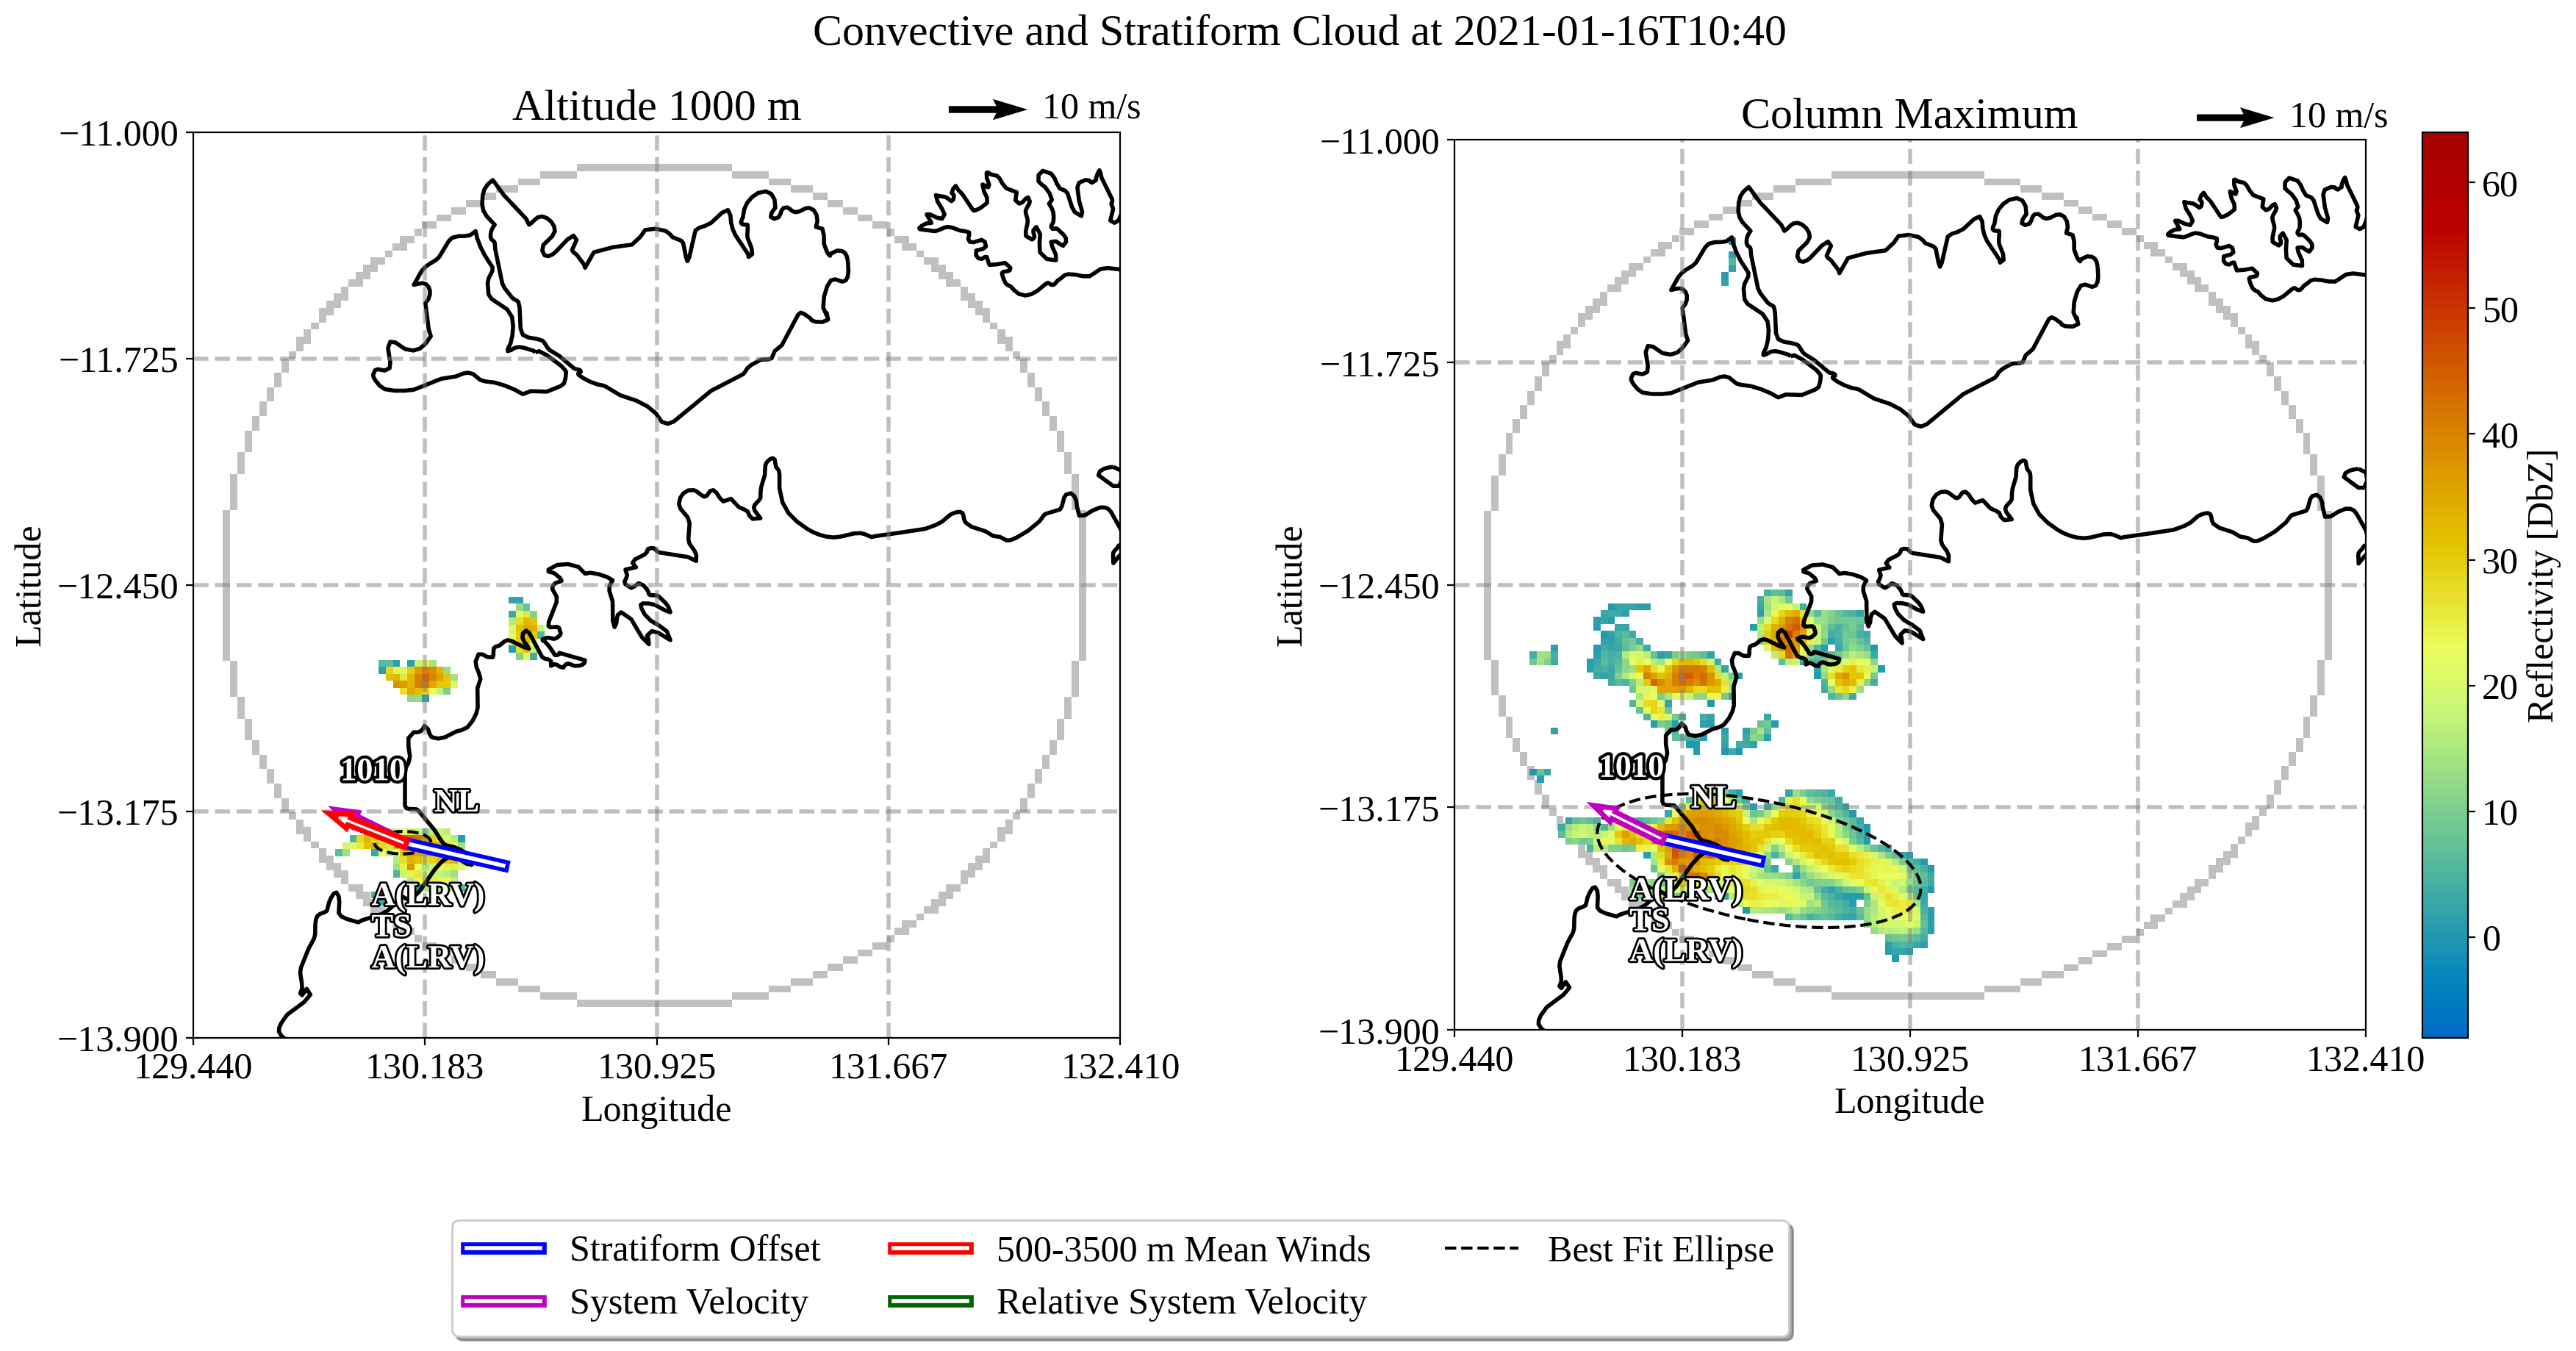 Convective and Stratiform Cloud at 2021-01-16T10:40
Altitude 1000 m
10 m/s
−11.000
−11.725
−12.450
−13.175
−13.900
Latitude
129.440
130.183
130.925
131.667
132.410
Longitude
1010
NL
A(LRV)
TS
A(LRV)
Column Maximum
10 m/s
−11.000
−11.725
−12.450
−13.175
−13.900
Latitude
129.440
130.183
130.925
131.667
132.410
Longitude
1010
NL
A(LRV)
TS
A(LRV)
60
50
40
30
20
10
0
Reflectivity [DbZ]
Stratiform Offset
500-3500 m Mean Winds
Best Fit Ellipse
System Velocity
Relative System Velocity